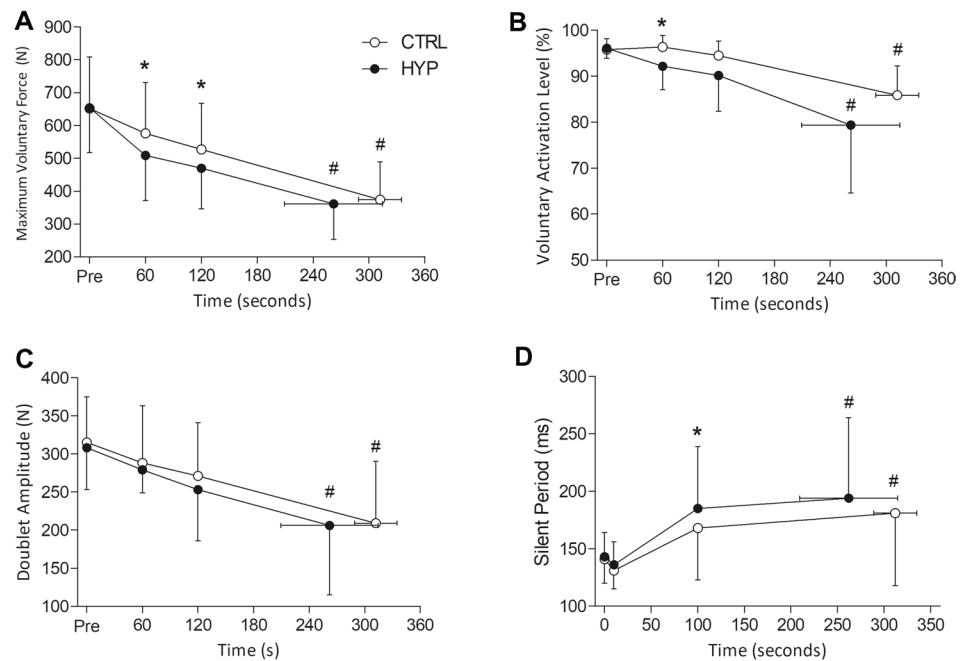 A
Maximum Voluntary Force (N)
900
800
700
600
500
400
300
200
* * # #
CTRL
HYP
Pre 60 120 180 240 300 360
Time (seconds)
B
Voluntary Activation Level (%)
100
90
80
70
60
50
* # #
Pre 60 120 180 240 300 360
Time (seconds)
C
Doublet Amplitude (N)
400
350
300
250
200
150
100
# #
Pre 60 120 180 240 300 360
Time (s)
D
Silent Period (ms)
300
250
200
150
100
* # #
0 50 100 150 200 250 300 350
Time (seconds)